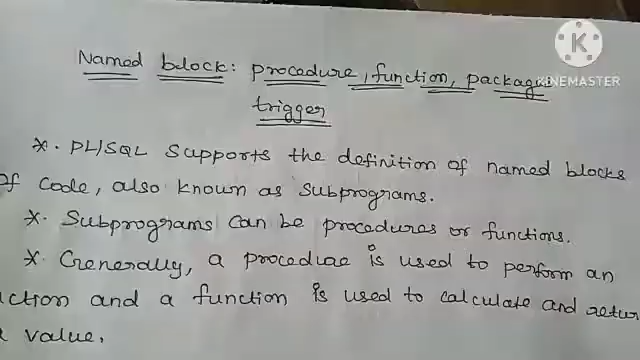 Named block: procedure, function, package
trigger
*. PL/SQL supports the definition of named blocks
of code, also known as subprograms.
*. Subprograms can be procedures or functions.
*. Generally, a procedure is used to perform an
action and a function is used to calculate and retur
a value.
K
KINEMASTER